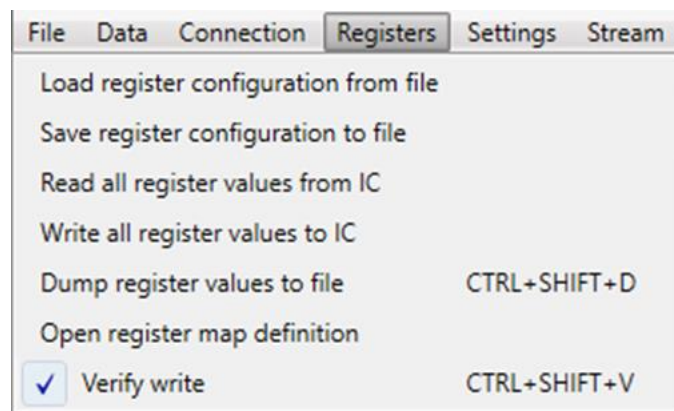 File Data Connection Registers Settings Stream
Load register configuration from file
Save register configuration to file
Read all register values from IC
Write all register values to IC
Dump register values to file CTRL+SHIFT+D
Open register map definition
Verify write CTRL+SHIFT+V